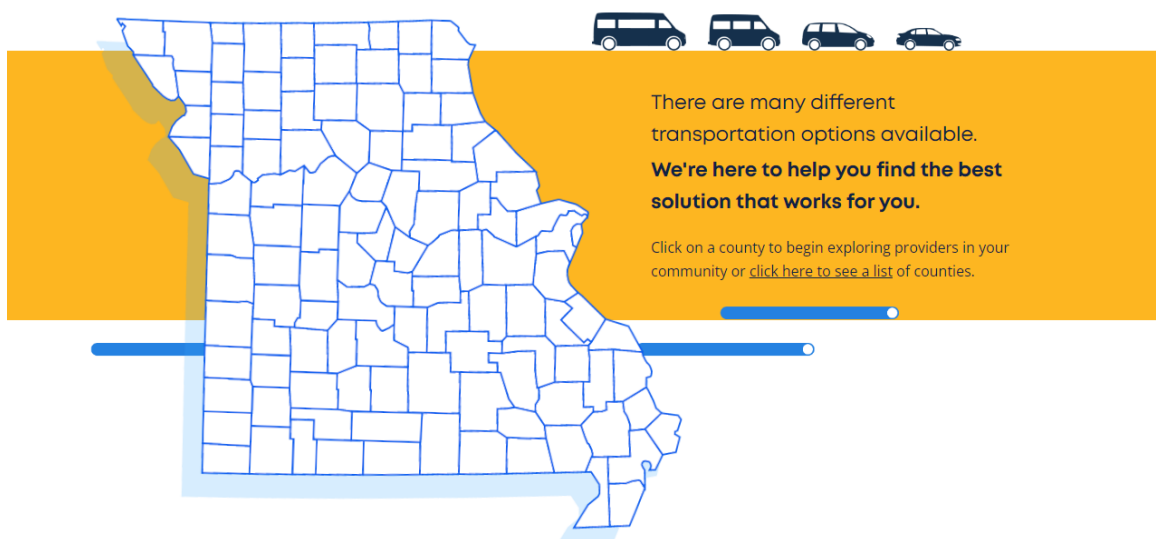 There are many different
transportation options available.
We're here to help you find the best
solution that works for you.
Click on a county to begin exploring providers in your
community or click here to see a list of counties.